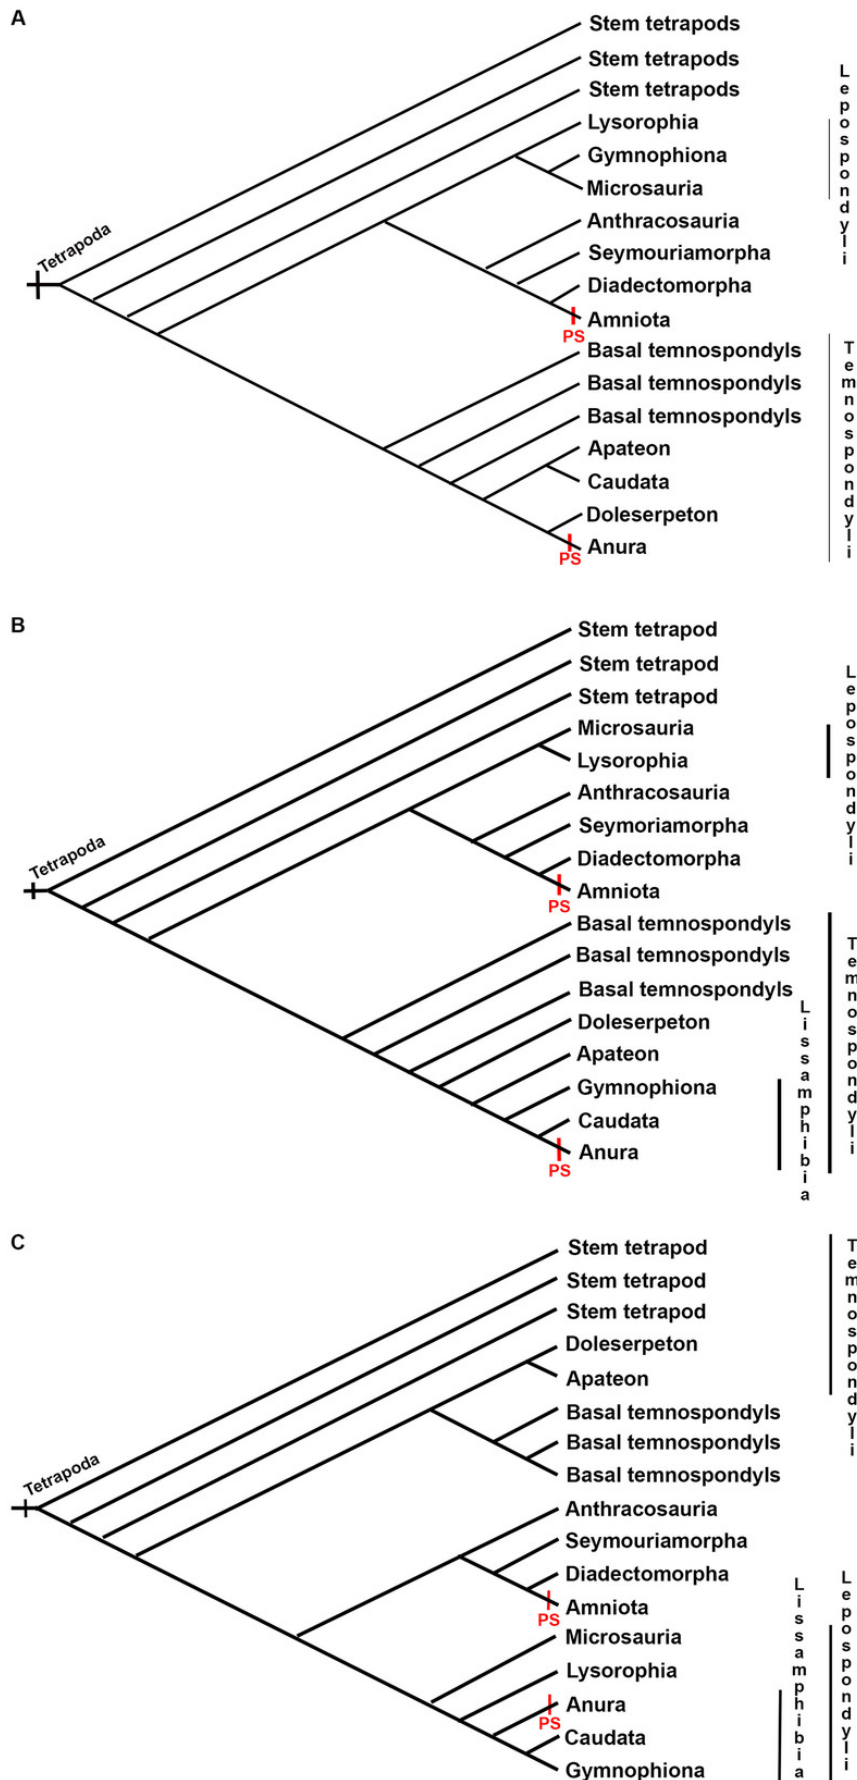 A
Stem tetrapods
Stem tetrapods
Stem tetrapods
Lysorophia
Gymnophiona
Microsauria
Anthracosauria
Seymouriamorpha
Diadectomorpha
Amniota
PS
Basal temnospondyls
Basal temnospondyls
Basal temnospondyls
Apateon
Caudata
Doleserpeton
Anura
PS
Tetrapoda
Lepospondyli
Temnospondyli
B
Stem tetrapod
Stem tetrapod
Stem tetrapod
Microsauria
Lysorophia
Anthracosauria
Seymoriamorpha
Diadectomorpha
Amniota
PS
Basal temnospondyls
Basal temnospondyls
Basal temnospondyls
Doleserpeton
Apateon
Gymnophiona
Caudata
Anura
PS
Tetrapoda
Lepospondyli
Lissamphibia
Temnospondyli
C
Stem tetrapod
Stem tetrapod
Stem tetrapod
Doleserpeton
Apateon
Basal temnospondyls
Basal temnospondyls
Basal temnospondyls
Anthracosauria
Seymouriamorpha
Diadectomorpha
Amniota
PS
Microsauria
Lysorophia
Anura
PS
Caudata
Gymnophiona
Tetrapoda
Temnospondyli
Lissamphibia
Lepospondyli